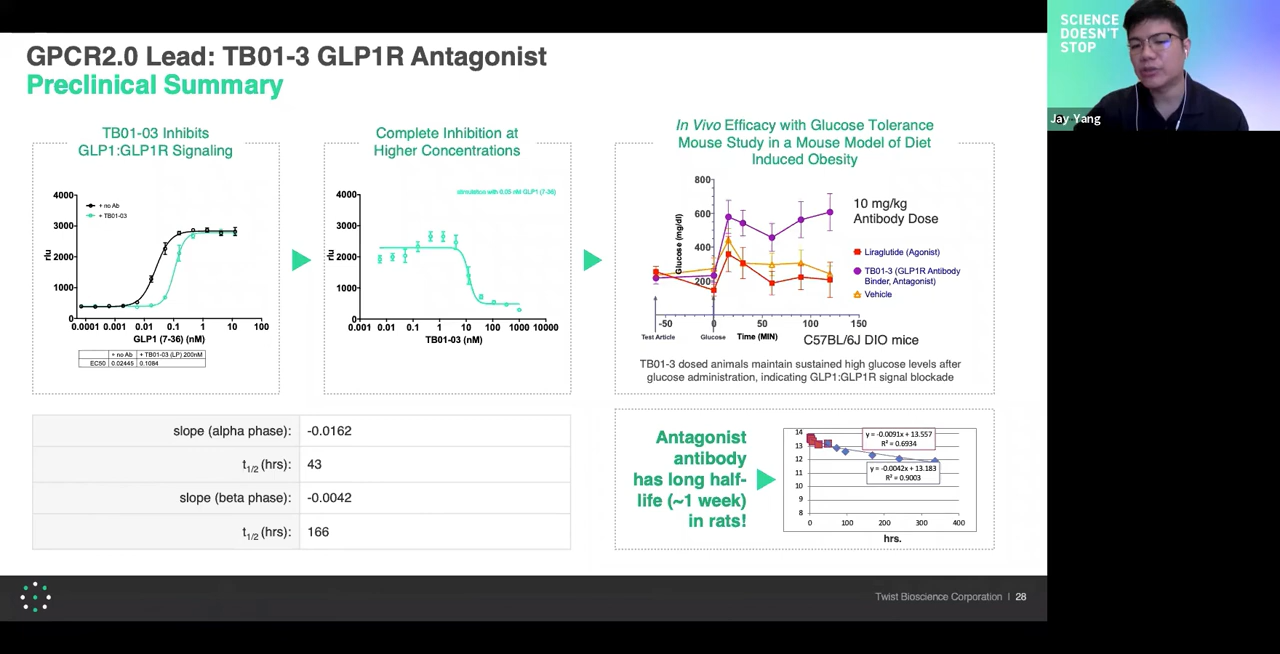 GPCR2.0 Lead: TB01-3 GLP1R Antagonist
Preclinical Summary
SCIENCE
DOESN'T
STOP
Jay Yang
TB01-03 Inhibits
GLP1:GLP1R Signaling
4000
3000
2000
1000
0
rlu
+ no Ab
+ TB01-03
0.0001 0.001 0.01 0.1 1 10 100
GLP1 (7-36) (nM)
+ no Ab + TB01-03 (LP) 200nM
EC50 0.02445 0.1084
Complete Inhibition at
Higher Concentrations
stimulation with 0.05 nM GLP1 (7-36)
4000
3000
2000
1000
0
rlu
0.001 0.01 0.1 1 10 100 1000 10000
TB01-03 (nM)
In Vivo Efficacy with Glucose Tolerance
Mouse Study in a Mouse Model of Diet
Induced Obesity
800
600
400
200
Glucose (mg/dl)
-50 0 50 100 150
Test Article
Glucose
Time (MIN)
10 mg/kg
Antibody Dose
Liraglutide (Agonist)
TB01-3 (GLP1R Antibody
Binder, Antagonist)
Vehicle
C57BL/6J DIO mice
TB01-3 dosed animals maintain sustained high glucose levels after
glucose administration, indicating GLP1:GLP1R signal blockade
slope (alpha phase): -0.0162
t1/2 (hrs): 43
slope (beta phase): -0.0042
t1/2 (hrs): 166
Antagonist
antibody
has long half-
life (~1 week)
in rats!
14
13
12
11
10
9
8
y = -0.0091x + 13.557
R² = 0.6934
y = -0.0042x + 13.183
R² = 0.9003
0 100 200 300 400
hrs.
Twist Bioscience Corporation | 28